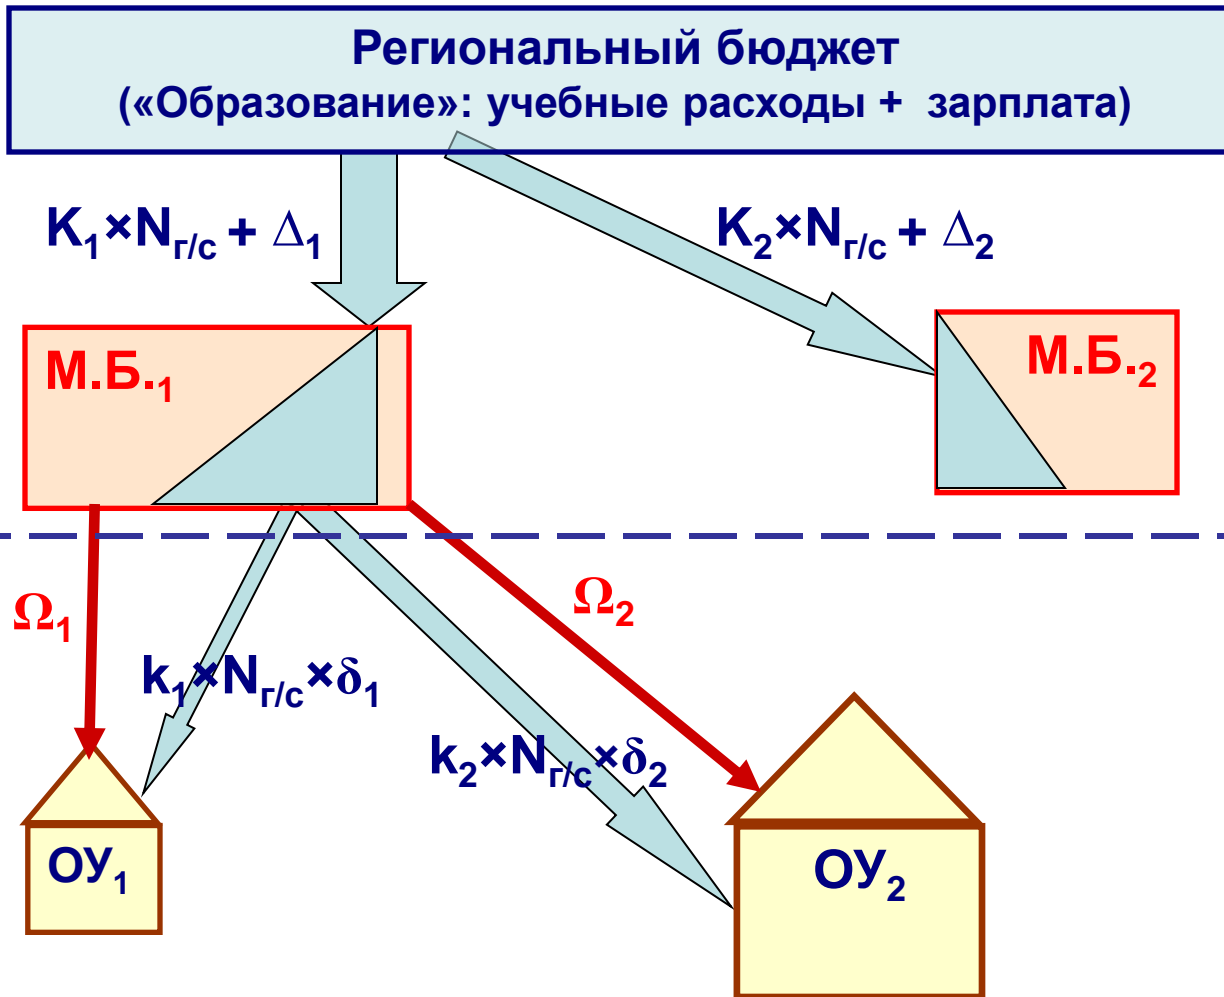 Региональный бюджет
(«Образование»: учебные расходы + зарплата)
K₁×Nг/с + Δ₁
K₂×Nг/с + Δ₂
М.Б.₁
М.Б.₂
Ω₁
Ω₂
k₁×Nг/с×δ₁
k₂×Nг/с×δ₂
ОУ₁
ОУ₂